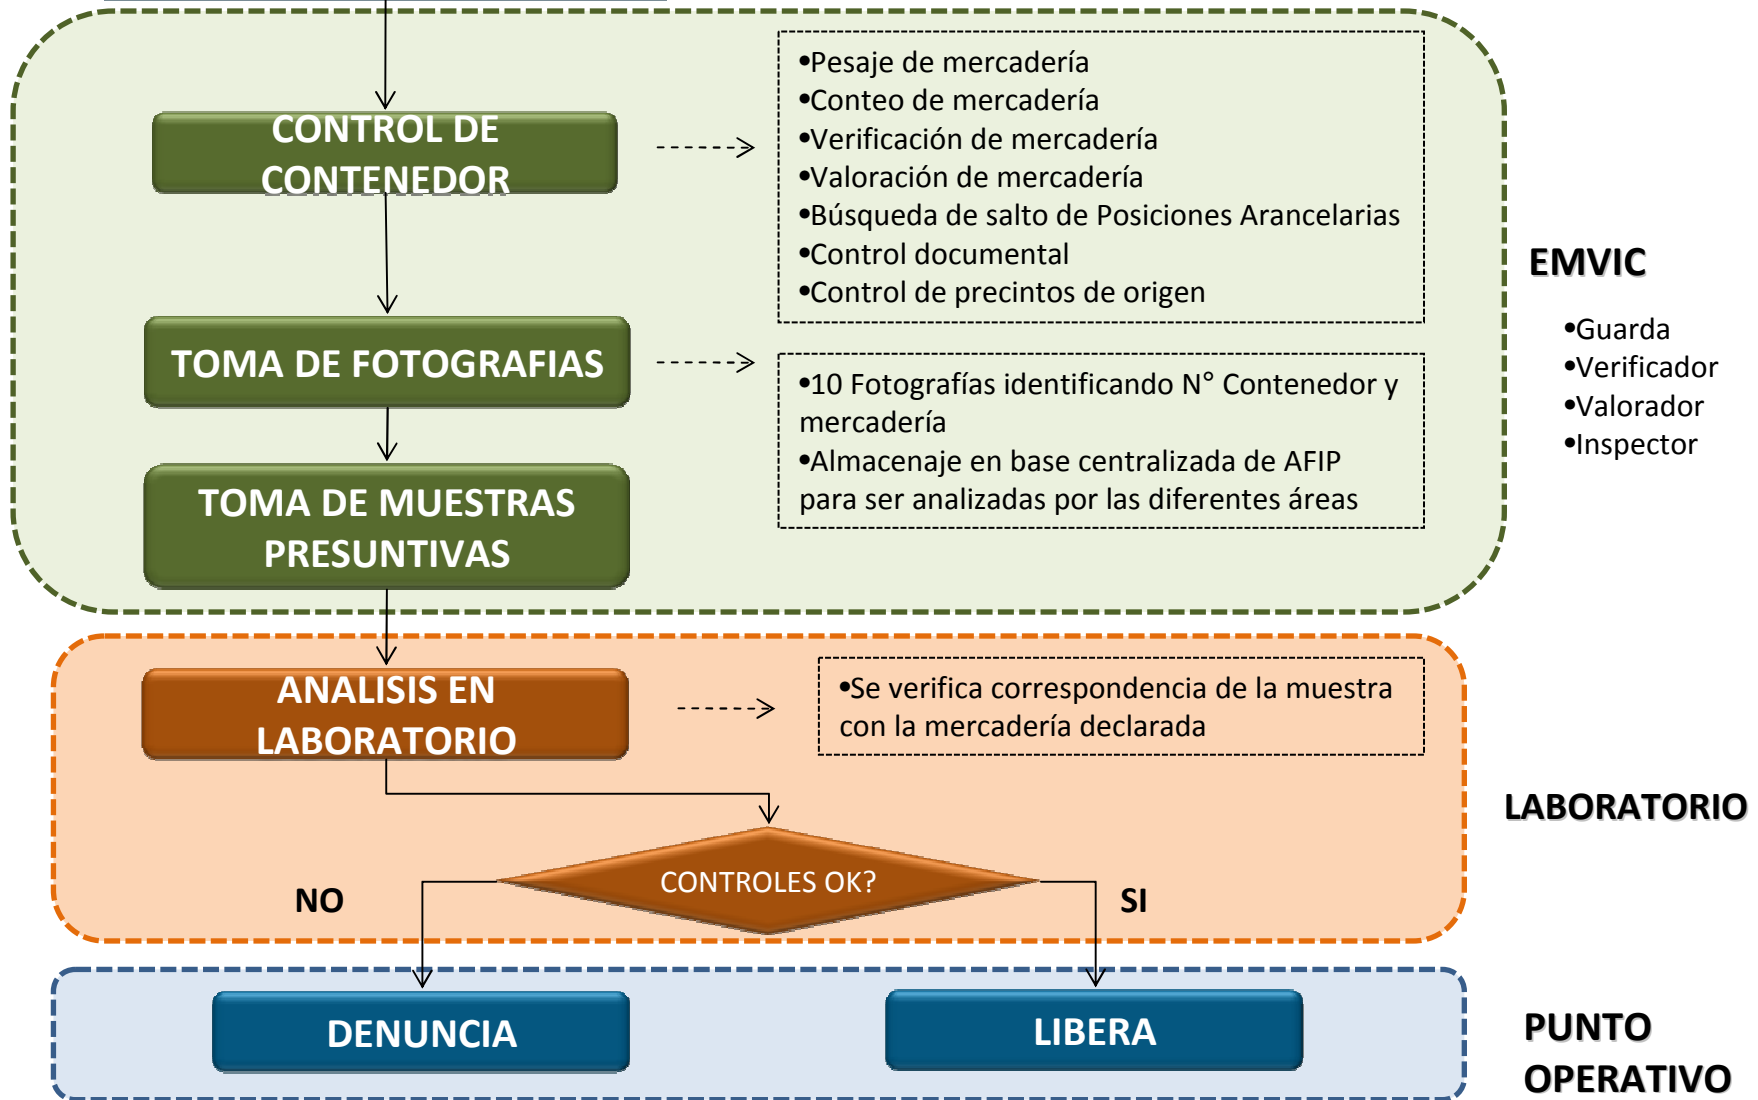 CONTROL DE
CONTENEDOR
•Pesaje de mercadería
•Conteo de mercadería
•Verificación de mercadería
•Valoración de mercadería
•Búsqueda de salto de Posiciones Arancelarias
•Control documental
•Control de precintos de origen
EMVIC
•Guarda
•Verificador
•Valorador
•Inspector
TOMA DE FOTOGRAFIAS
•10 Fotografías identificando N° Contenedor y
mercadería
•Almacenaje en base centralizada de AFIP
para ser analizadas por las diferentes áreas
TOMA DE MUESTRAS
PRESUNTIVAS
ANALISIS EN
LABORATORIO
•Se verifica correspondencia de la muestra
con la mercadería declarada
LABORATORIO
CONTROLES OK?
NO
SI
DENUNCIA
LIBERA
PUNTO
OPERATIVO